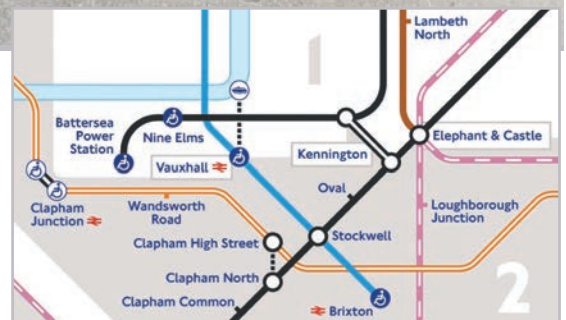 Lambeth
North
1
Battersea
Power
Station
Nine Elms
Elephant & Castle
Vauxhall
Kennington
Oval
Clapham
Junction
Wandsworth
Road
Loughborough
Junction
Clapham High Street
Stockwell
Clapham North
2
Clapham Common
Brixton